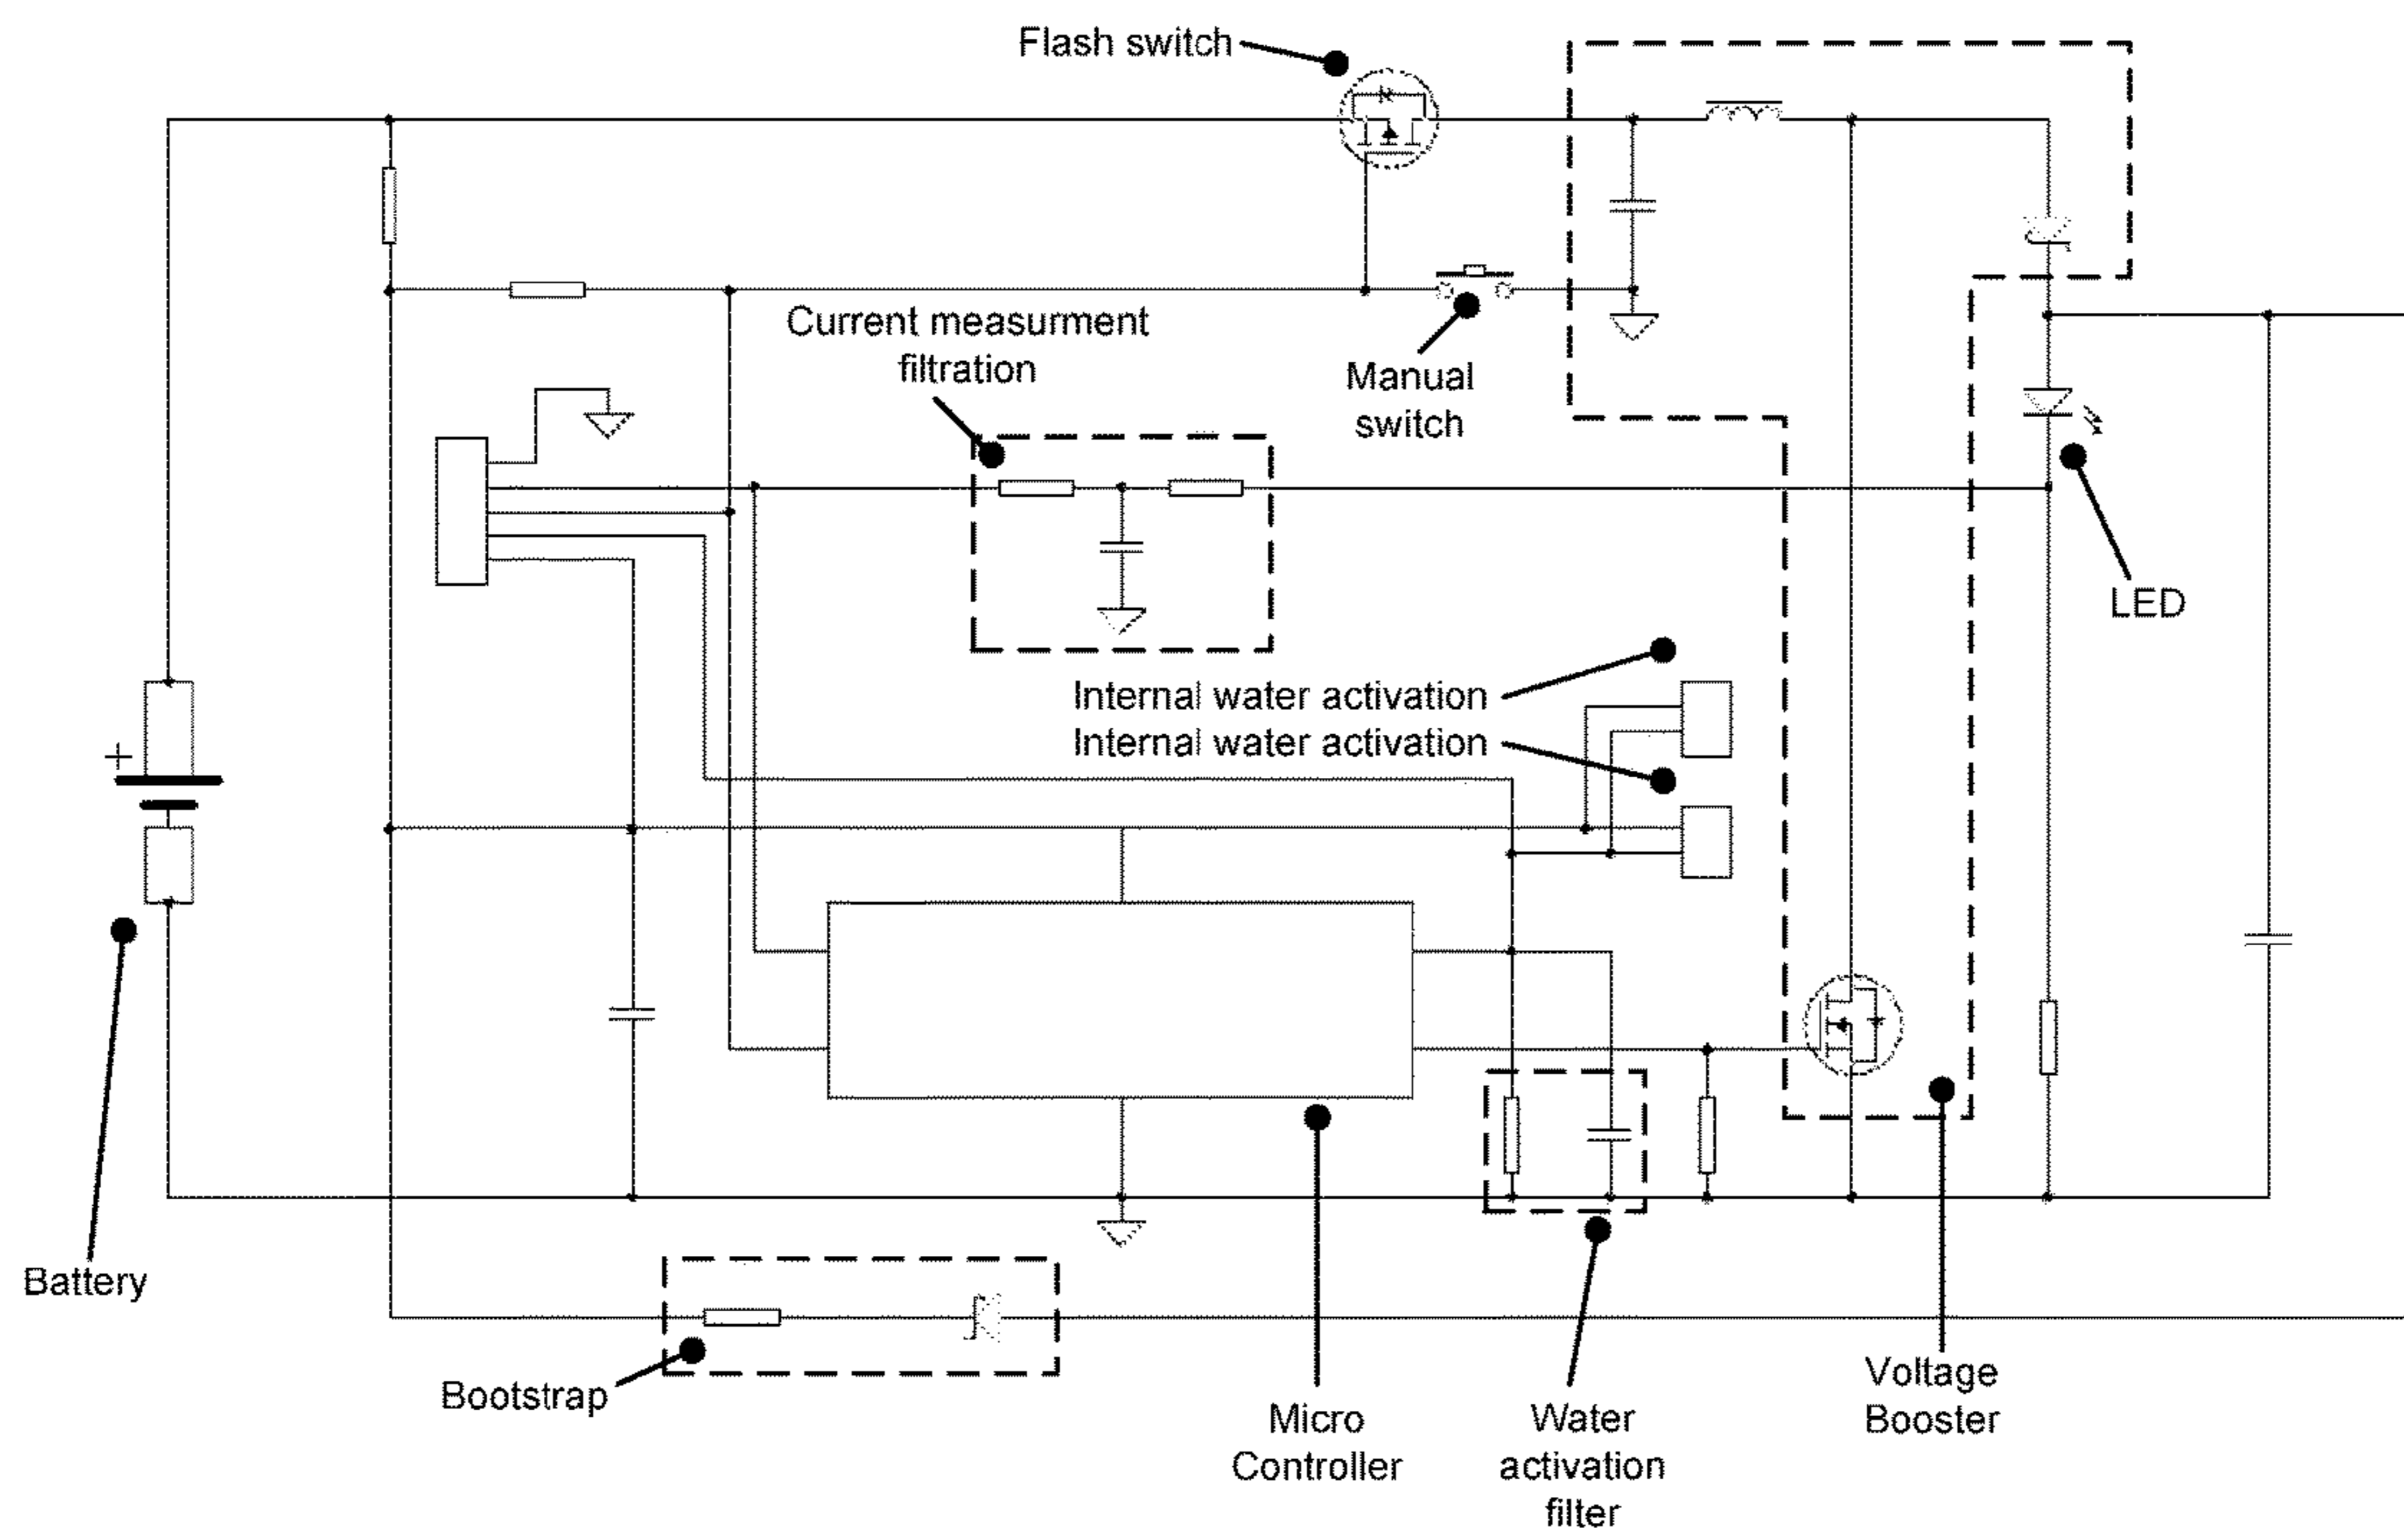 Flash switch
Current measurment
filtration
Manual
switch
LED
Internal water activation
Internal water activation
+
Battery
Bootstrap
Micro
Controller
Water
activation
filter
Voltage
Booster